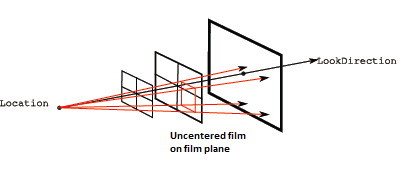 LookDirection
Location
Uncentered film
on film plane